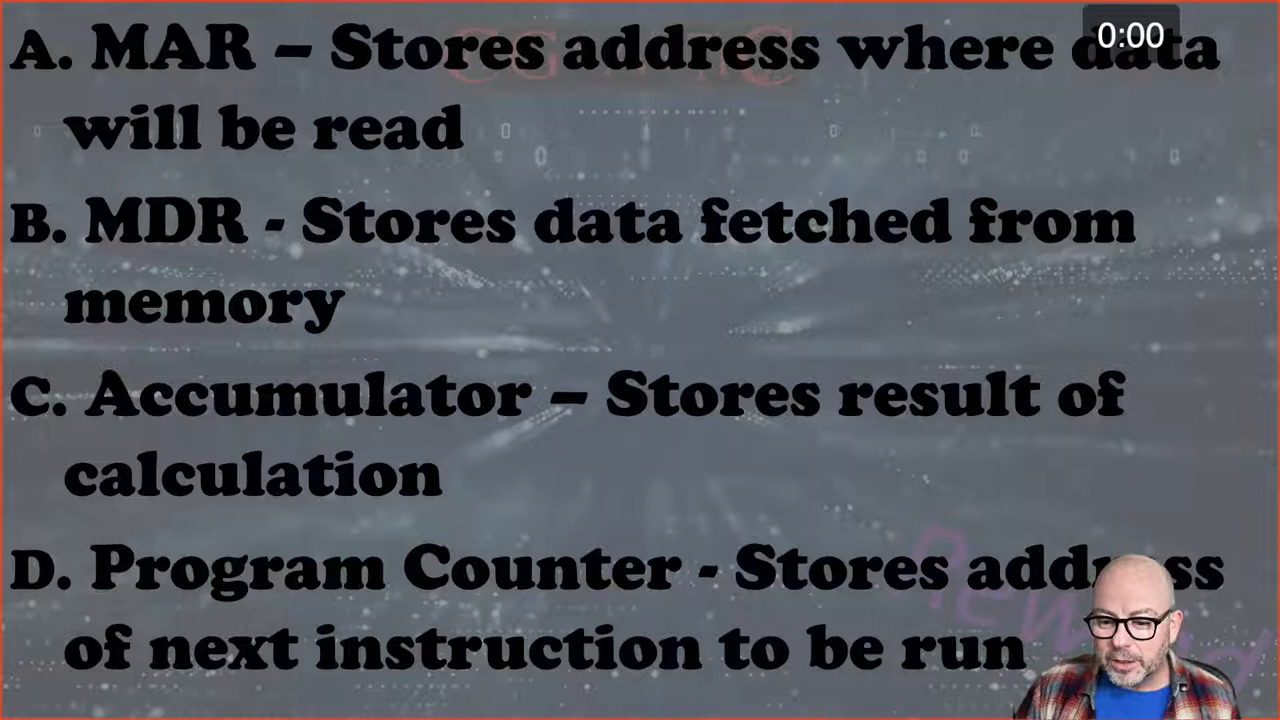 A. MAR – Stores address where data
will be read
B. MDR - Stores data fetched from
memory
C. Accumulator – Stores result of
calculation
D. Program Counter - Stores address
of next instruction to be run
0:00